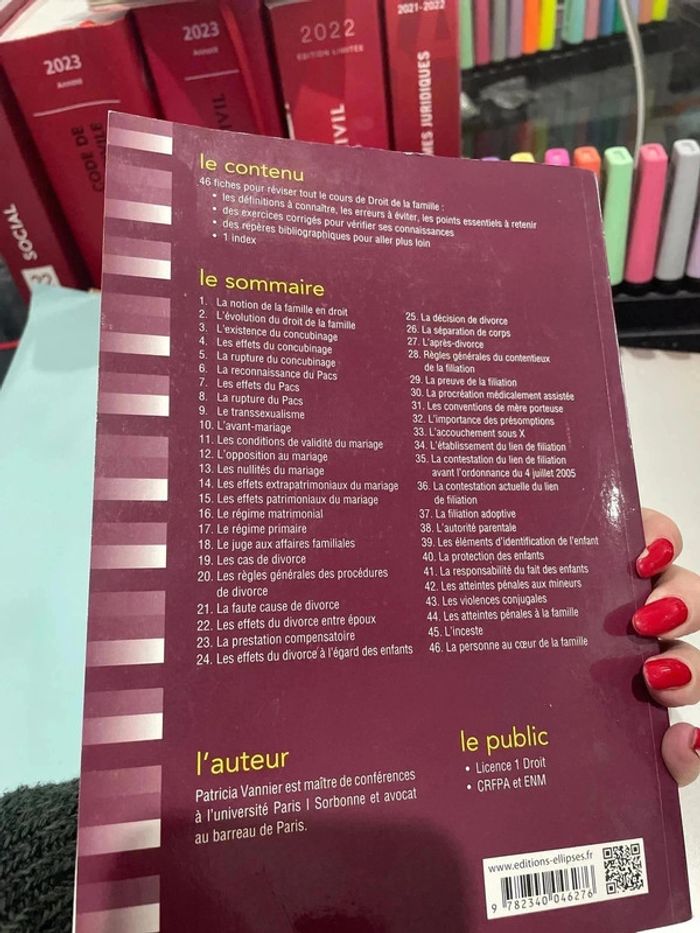 2023
Annoté
CODE DE
2023
Annoté
CIVIL
2022
ÉDITION LIMITÉE
CIVIL
2021-2022
JURIDIQUES
SOCIAL
le contenu
46 fiches pour réviser tout le cours de Droit de la famille :
• les définitions à connaître, les erreurs à éviter, les points essentiels à retenir
• des exercices corrigés pour vérifier ses connaissances
• des repères bibliographiques pour aller plus loin
• 1 index
le sommaire
1. La notion de la famille en droit
2. L'évolution du droit de la famille
3. L'existence du concubinage
4. Les effets du concubinage
5. La rupture du concubinage
6. La reconnaissance du Pacs
7. Les effets du Pacs
8. La rupture du Pacs
9. Le transsexualisme
10. L'avant-mariage
11. Les conditions de validité du mariage
12. L'opposition au mariage
13. Les nullités du mariage
14. Les effets extrapatrimoniaux du mariage
15. Les effets patrimoniaux du mariage
16. Le régime matrimonial
17. Le régime primaire
18. Le juge aux affaires familiales
19. Les cas de divorce
20. Les règles générales des procédures
de divorce
21. La faute cause de divorce
22. Les effets du divorce entre époux
23. La prestation compensatoire
24. Les effets du divorce à l'égard des enfants
25. La décision de divorce
26. La séparation de corps
27. L'après-divorce
28. Règles générales du contentieux
de la filiation
29. La preuve de la filiation
30. La procréation médicalement assistée
31. Les conventions de mère porteuse
32. L'importance des présomptions
33. L'accouchement sous X
34. L'établissement du lien de filiation
35. La contestation du lien de filiation
avant l'ordonnance du 4 juillet 2005
36. La contestation actuelle du lien
de filiation
37. La filiation adoptive
38. L'autorité parentale
39. Les éléments d'identification de l'enfant
40. La protection des enfants
41. La responsabilité du fait des enfants
42. Les atteintes pénales aux mineurs
43. Les violences conjugales
44. Les atteintes pénales à la famille
45. L'inceste
46. La personne au cœur de la famille
l'auteur
Patricia Vannier est maître de conférences
à l'université Paris I Sorbonne et avocat
au barreau de Paris.
le public
• Licence 1 Droit
• CRFPA et ENM
www.editions-ellipses.fr
9 782340 046276